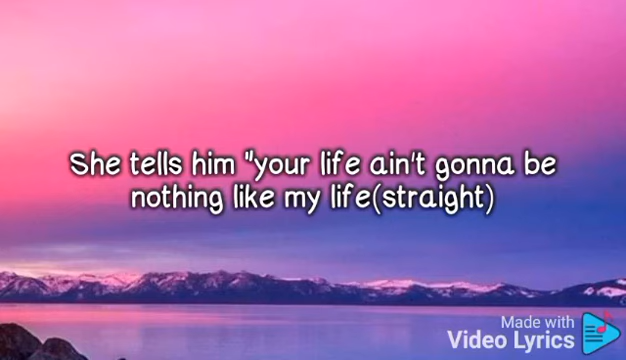 She tells him "your life ain't gonna be
nothing like my life(straight)
Made with
Video Lyrics